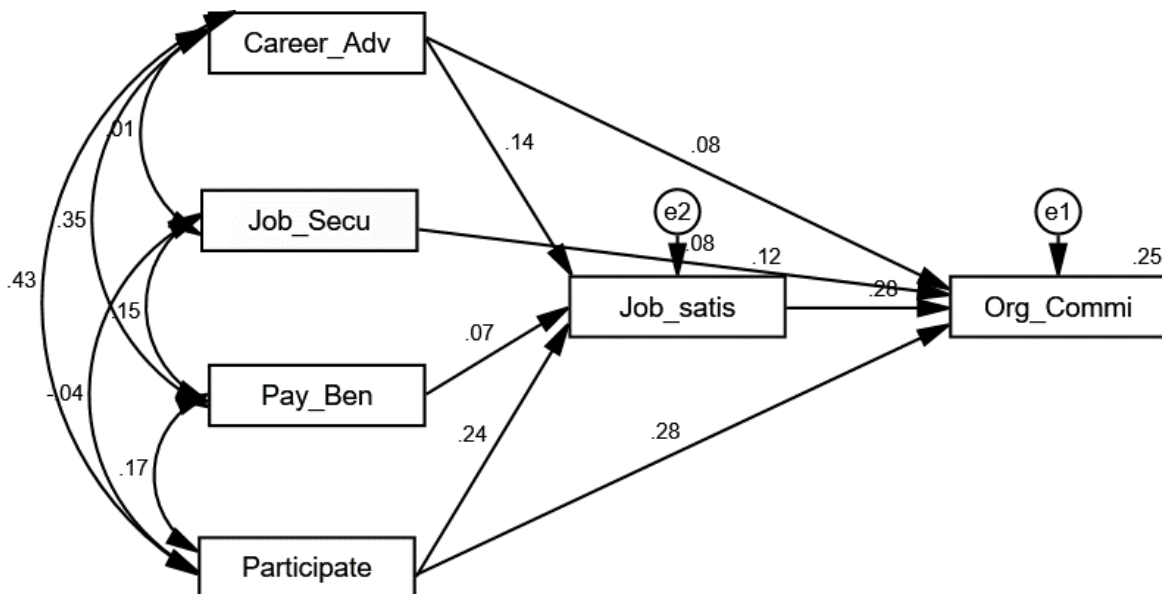 Career_Adv
.01
.14
.08
Job_Secu
e2
e1
.35
.08
.12
.25
.43
.15
Job_satis
.28
Org_Commi
.07
Pay_Ben
-.04
.24
.28
.17
Participate